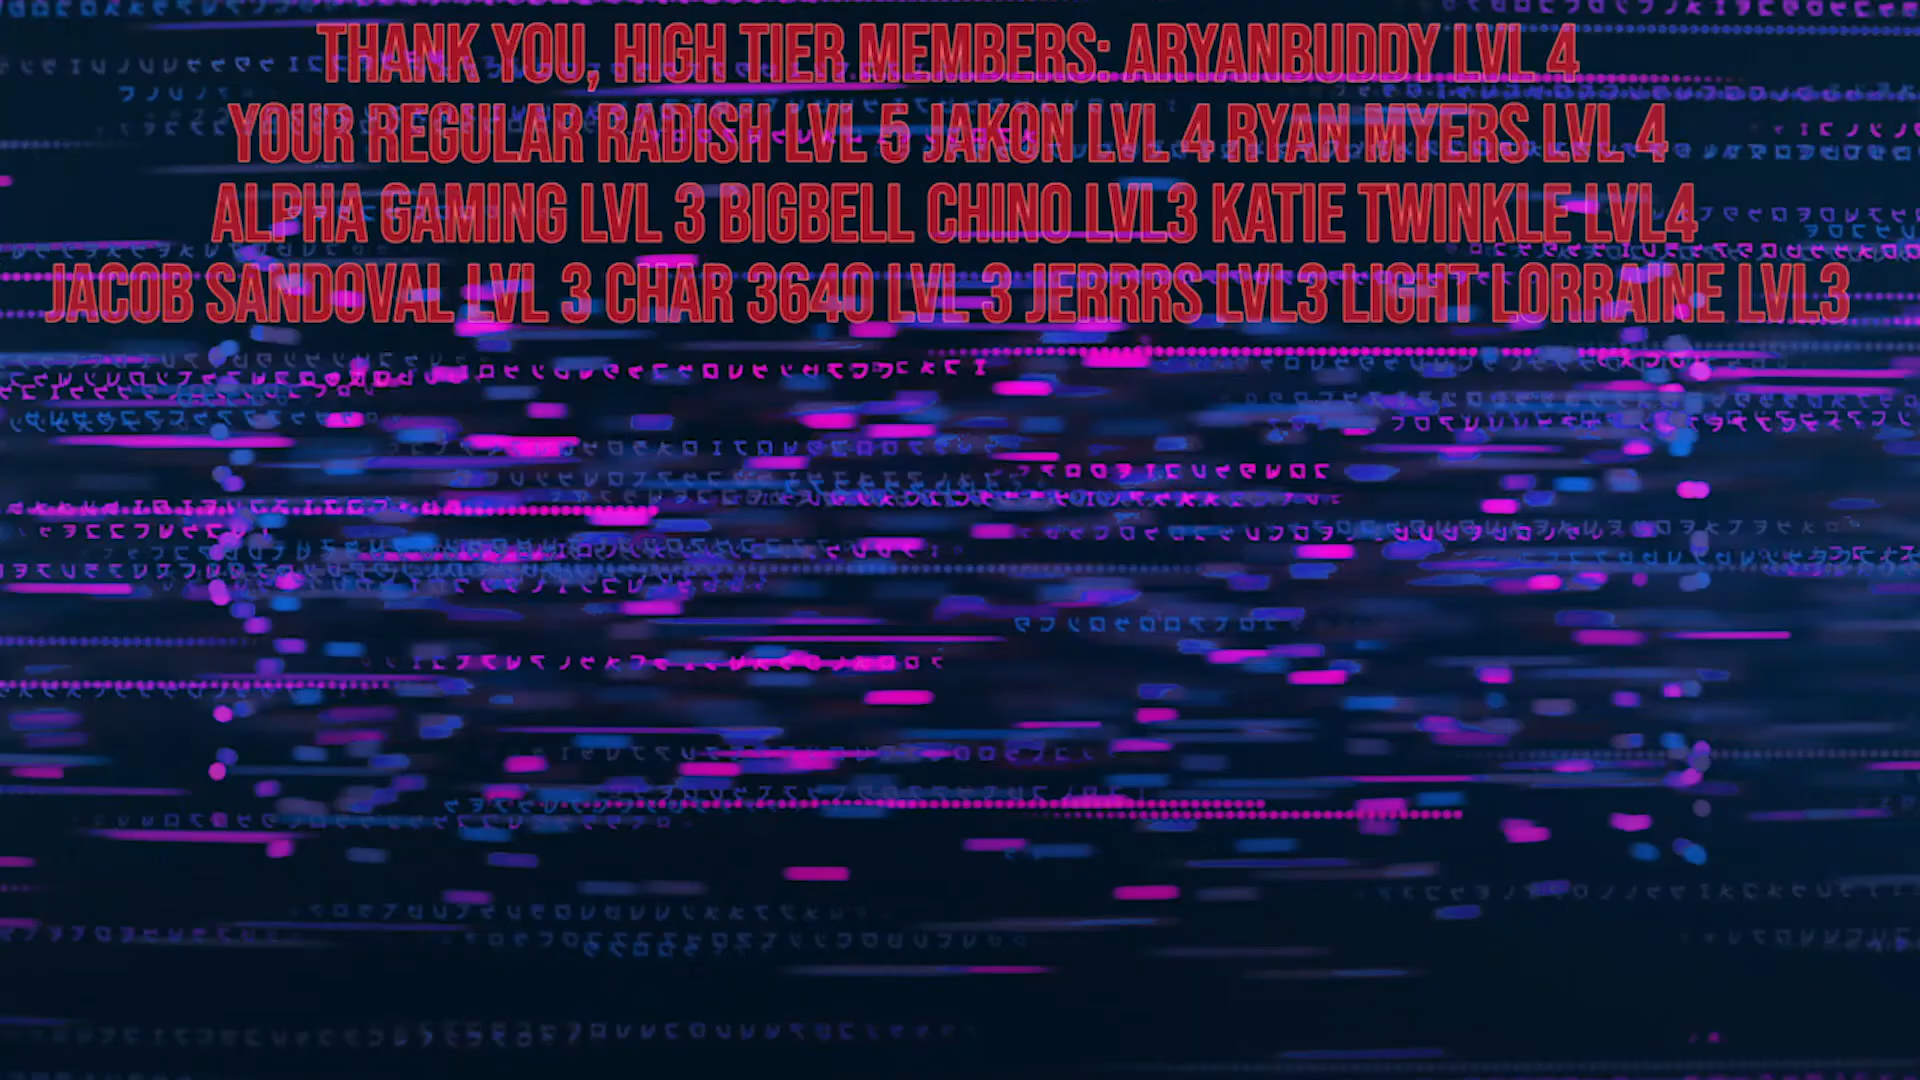 THANK YOU, HIGH TIER MEMBERS: ARYANBUDDY LVL 4
YOUR REGULAR RADISH LVL 5 JAKON LVL 4 RYAN MYERS LVL 4
ALPHA GAMING LVL 3 BIGBELL CHINO LVL3 KATIE TWINKLE LVL4
JACOB SANDOVAL LVL 3 CHAR 3640 LVL 3 JERRRS LVL3 LIGHT LORRAINE LVL3